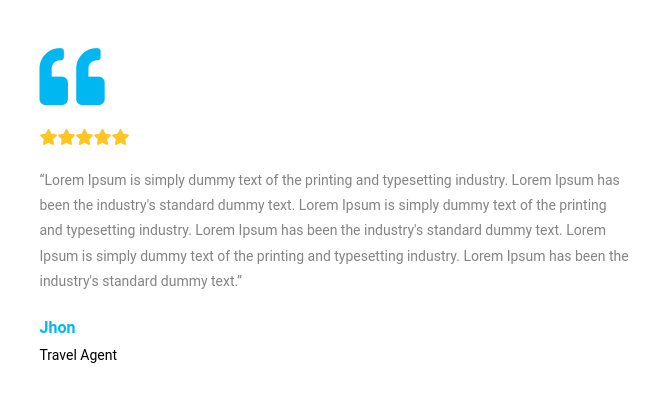 “Lorem Ipsum is simply dummy text of the printing and typesetting industry. Lorem Ipsum has
been the industry's standard dummy text. Lorem Ipsum is simply dummy text of the printing
and typesetting industry. Lorem Ipsum has been the industry's standard dummy text. Lorem
Ipsum is simply dummy text of the printing and typesetting industry. Lorem Ipsum has been the
industry's standard dummy text.”
Jhon
Travel Agent